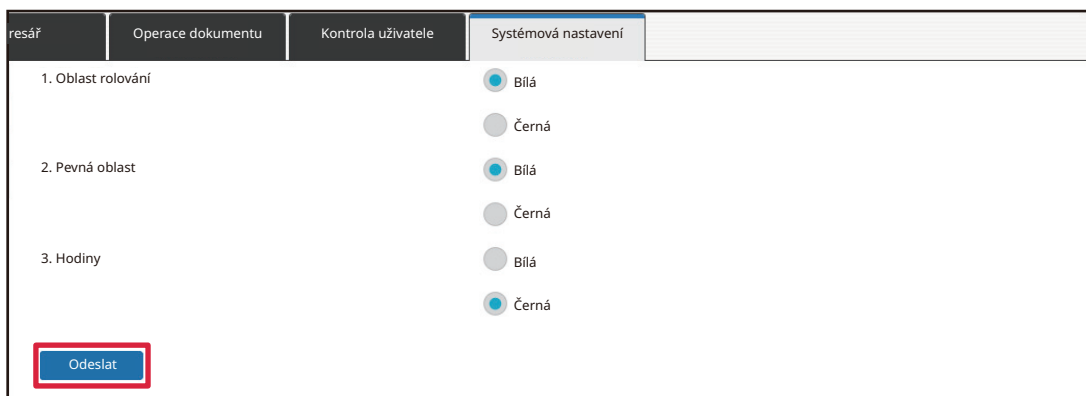 resář Operace dokumentu Kontrola uživatele Systémová nastavení
1. Oblast rolování Bílá
Černá
2. Pevná oblast Bílá
Černá
3. Hodiny Bílá
Černá
Odeslat